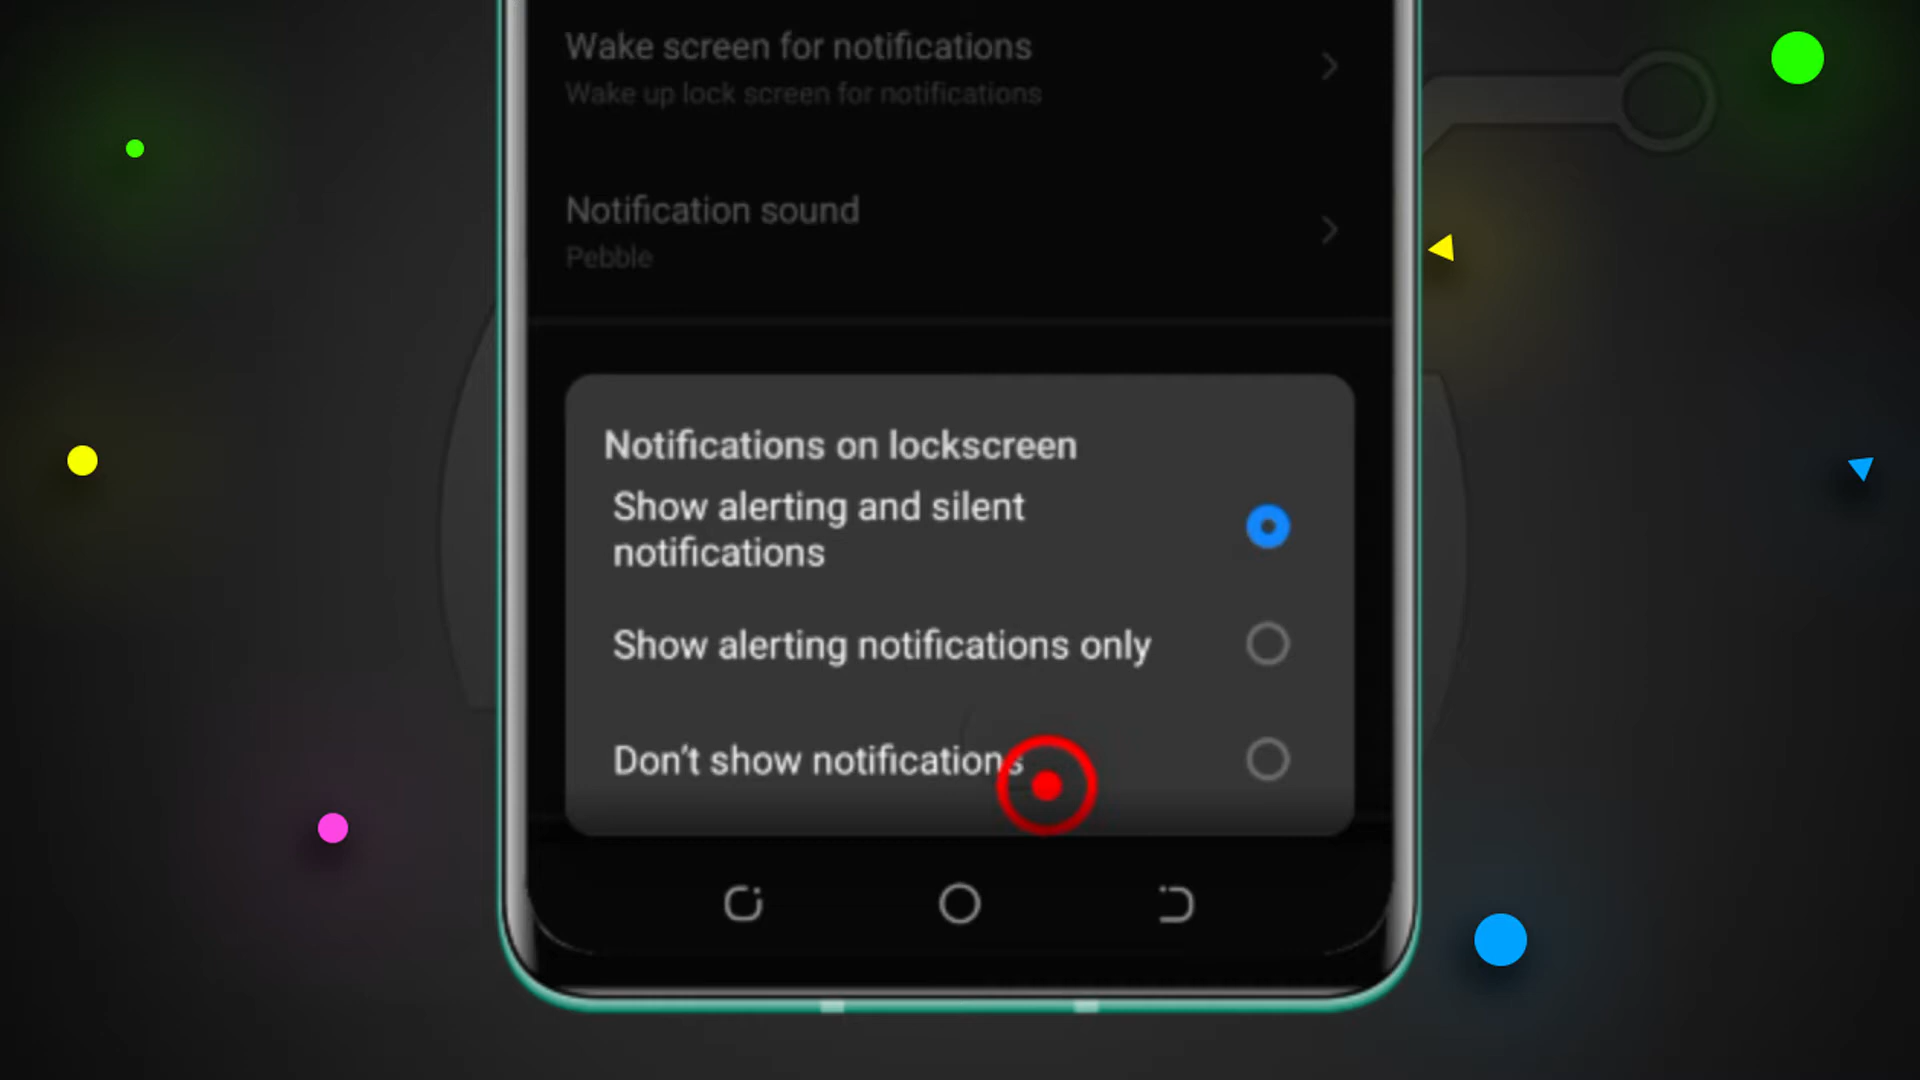 Wake screen for notifications
Wake up lock screen for notifications
Notification sound
Pebble
Notifications on lockscreen
Show alerting and silent
notifications
Show alerting notifications only
Don't show notifications